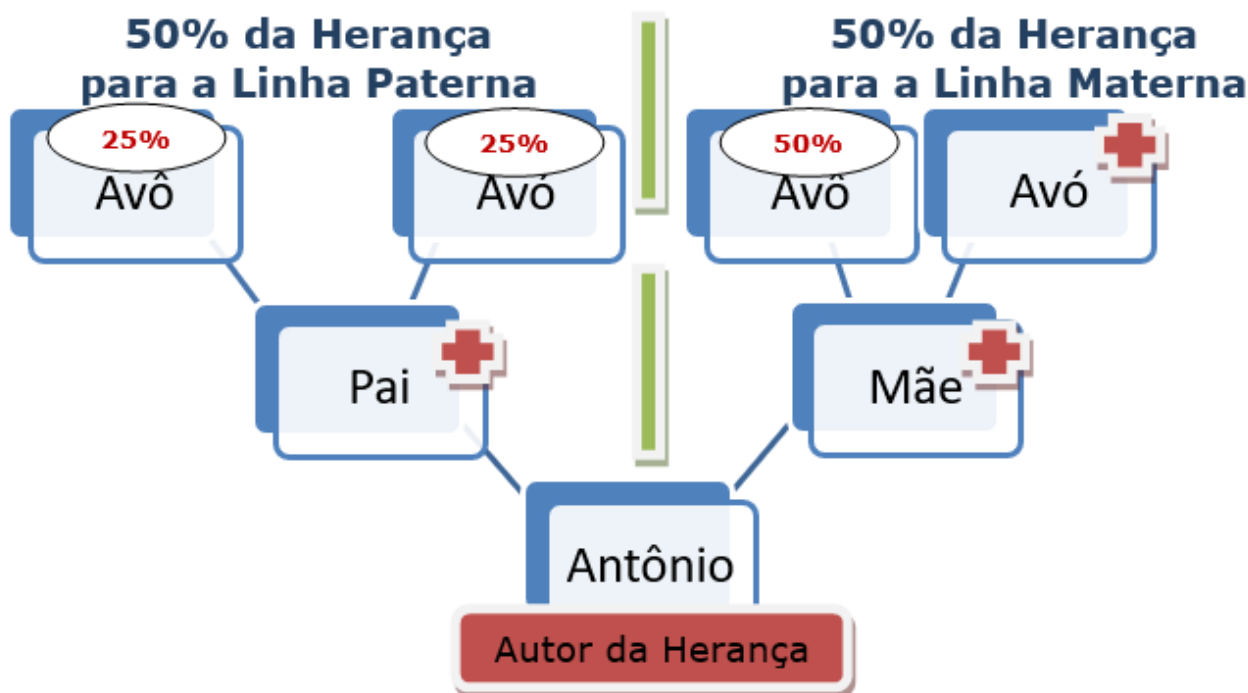 50% da Herança
para a Linha Paterna
50% da Herança
para a Linha Materna
25%
Avô
25%
Avó
50%
Avô
Avó
Pai
Mãe
Antônio
Autor da Herança